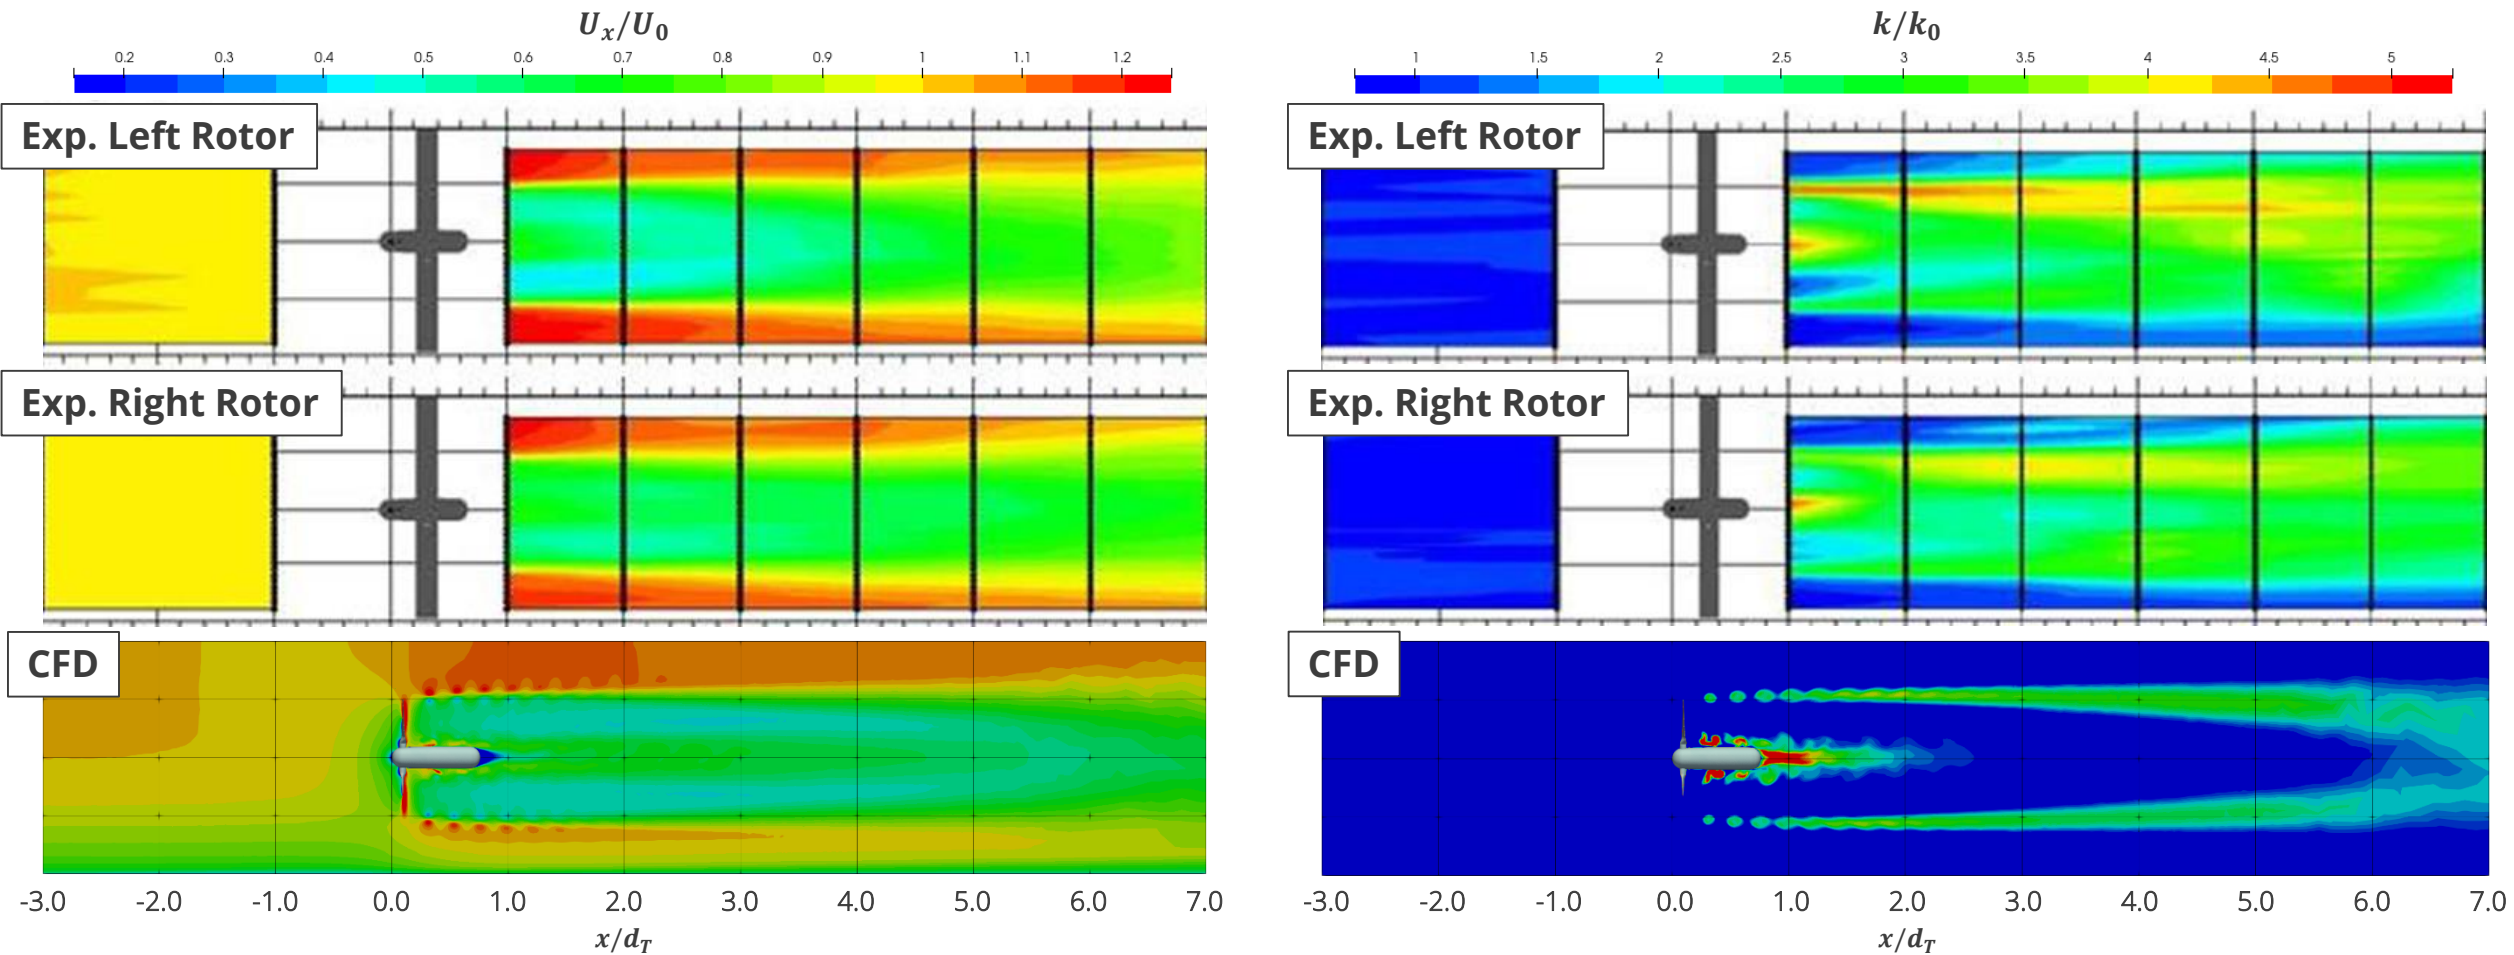 U_x/U_0
k/k_0
0.2 0.3 0.4 0.5 0.6 0.7 0.8 0.9 1 1.1 1.2
1 1.5 2 2.5 3 3.5 4 4.5 5
Exp. Left Rotor
Exp. Left Rotor
Exp. Right Rotor
Exp. Right Rotor
CFD
CFD
-3.0 -2.0 -1.0 0.0 1.0 2.0 3.0 4.0 5.0 6.0 7.0
-3.0 -2.0 -1.0 0.0 1.0 2.0 3.0 4.0 5.0 6.0 7.0
x/d_T
x/d_T